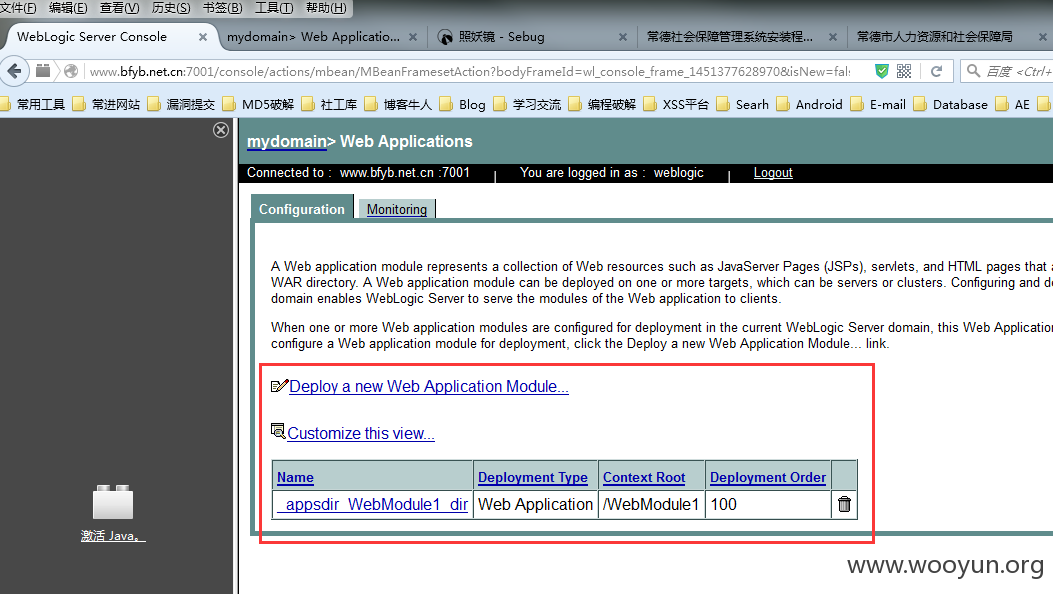 文件(F) 编辑(E) 查看(V) 历史(S) 书签(B) 工具(T) 帮助(H)
WebLogic Server Console
mydomain> Web Applicatio...
照妖镜 - Sebug
常德社会保障管理系统安装程...
常德市人力资源和社会保障局
www.bfyb.net.cn:7001/console/actions/mbean/MBeanFramesetAction?bodyFrameId=wl_console_frame_1451377628970&isNew=fals
百度 <Ctrl+
常用工具 常进网站 漏洞提交 MD5破解 社工库 博客牛人 Blog 学习交流 编程破解 XSS平台 Searh Android E-mail Database AE
mydomain> Web Applications
Connected to : www.bfyb.net.cn :7001 | You are logged in as : weblogic | Logout
Configuration Monitoring
A Web application module represents a collection of Web resources such as JavaServer Pages (JSPs), servlets, and HTML pages that a
WAR directory. A Web application module can be deployed on one or more targets, which can be servers or clusters. Configuring and de
domain enables WebLogic Server to serve the modules of the Web application to clients.
When one or more Web application modules are configured for deployment in the current WebLogic Server domain, this Web Application
configure a Web application module for deployment, click the Deploy a new Web Application Module... link.
Deploy a new Web Application Module...
Customize this view...
Name Deployment Type Context Root Deployment Order
_appsdir_WebModule1_dir Web Application /WebModule1 100
激活 Java。
www.wooyun.org